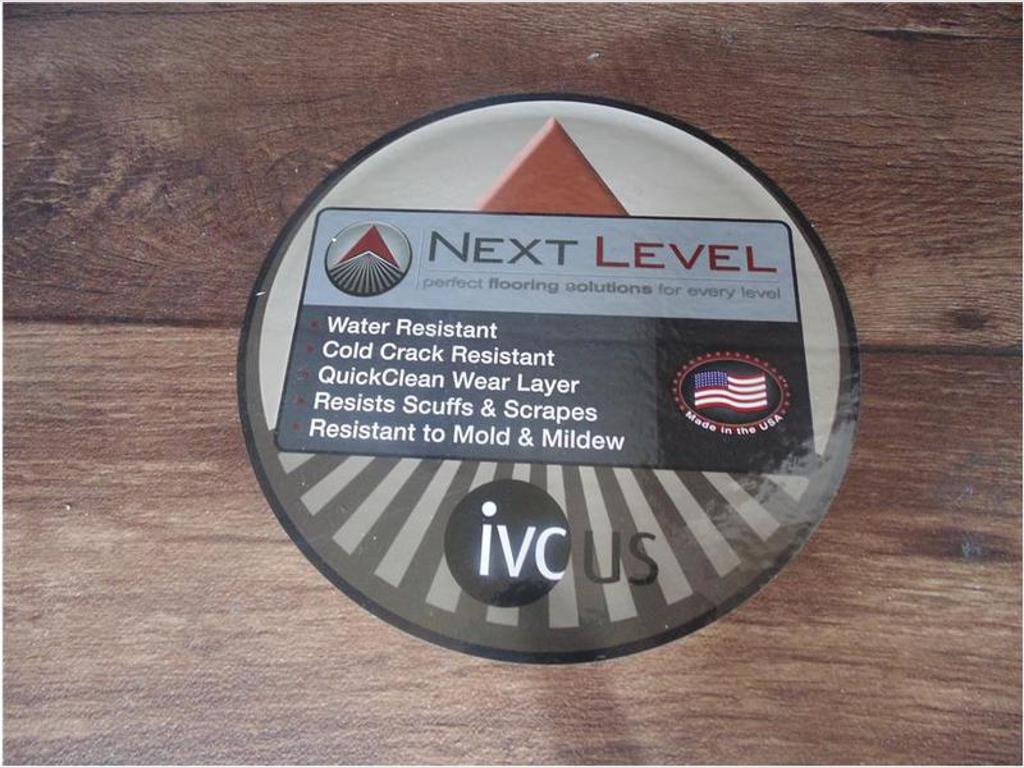 NEXT LEVEL
perfect flooring solutions for every level
Water Resistant
Cold Crack Resistant
QuickClean Wear Layer
Resists Scuffs & Scrapes
Resistant to Mold & Mildew
Made in the USA
ivc us